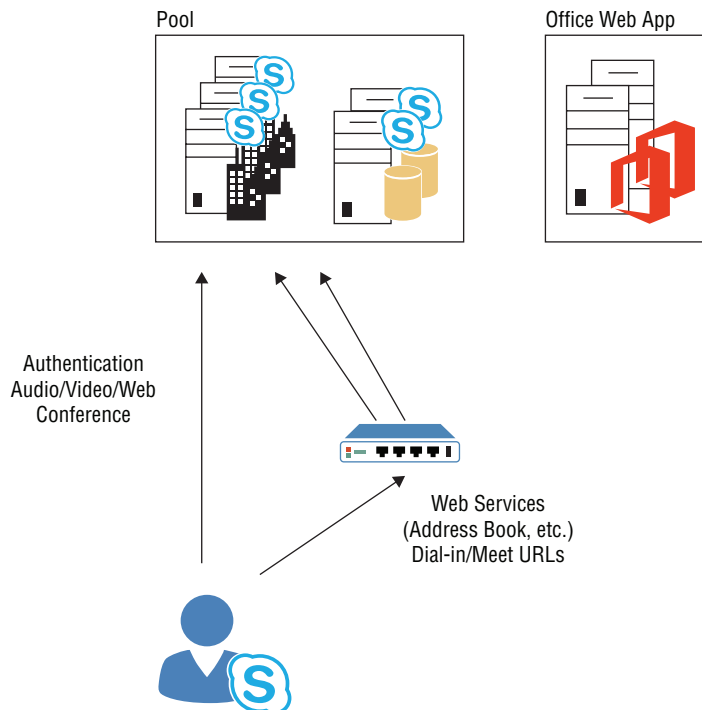 Pool
Office Web App
Authentication
Audio/Video/Web
Conference
Web Services
(Address Book, etc.)
Dial-in/Meet URLs